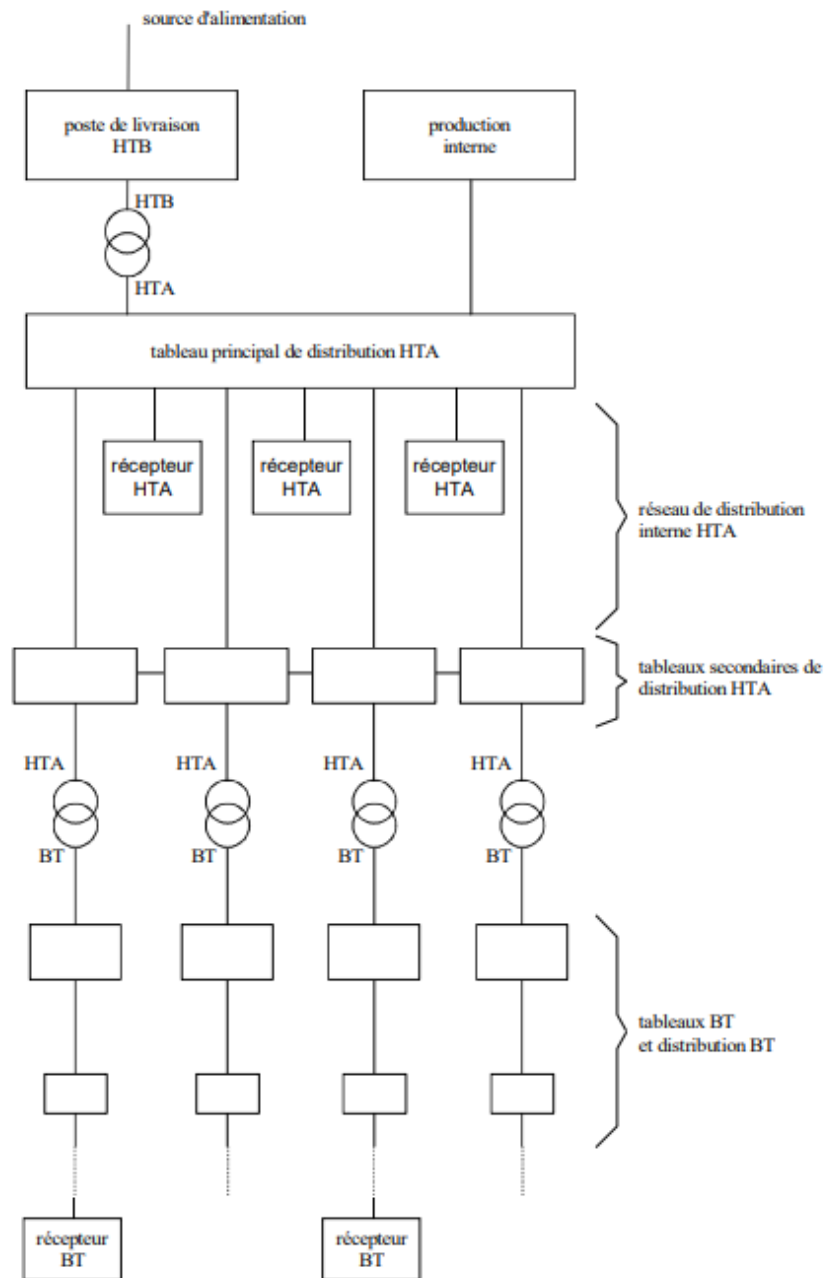 source d'alimentation
poste de livraison
HTB
production
interne
HTB
HTA
tableau principal de distribution HTA
récepteur
HTA
récepteur
HTA
récepteur
HTA
réseau de distribution
interne HTA
tableaux secondaires de
distribution HTA
HTA
HTA
HTA
HTA
BT
BT
BT
BT
tableaux BT
et distribution BT
récepteur
BT
récepteur
BT